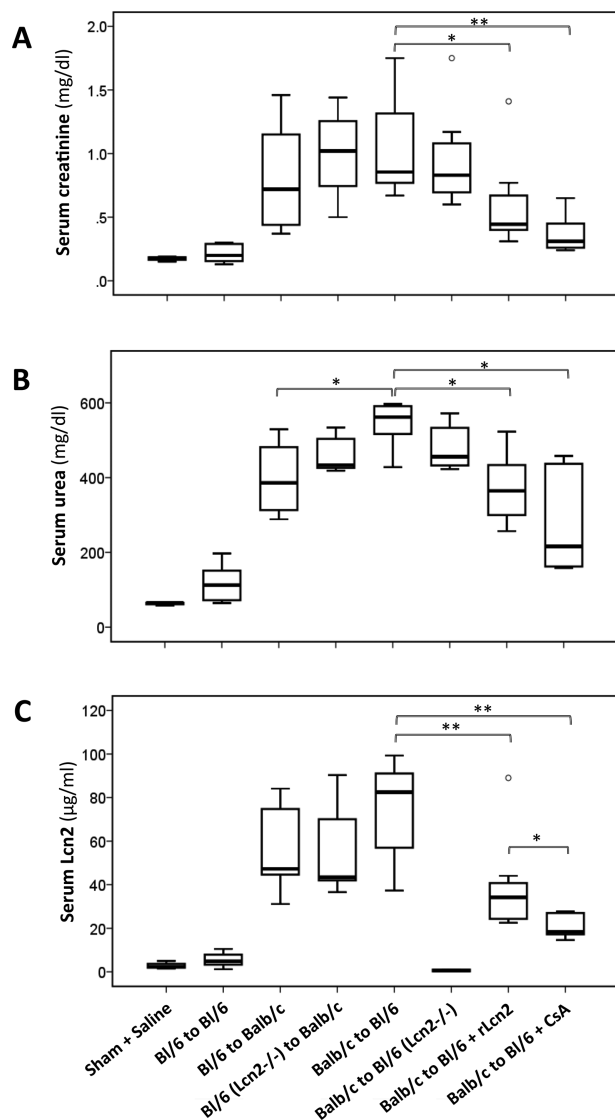 A
Serum creatinine (mg/dl)
2.0
1.5
1.0
.5
.0
**
*
B
Serum urea (mg/dl)
600
400
200
0
*
*
*
C
Serum Lcn2 (µg/ml)
120
100
80
60
40
20
0
**
**
*
Sham + Saline
Bl/6 to Bl/6
Bl/6 to Balb/c
Bl/6 (Lcn2-/-) to Balb/c
Balb/c to Bl/6
Balb/c to Bl/6 (Lcn2-/-)
Balb/c to Bl/6 + rLcn2
Balb/c to Bl/6 + CsA